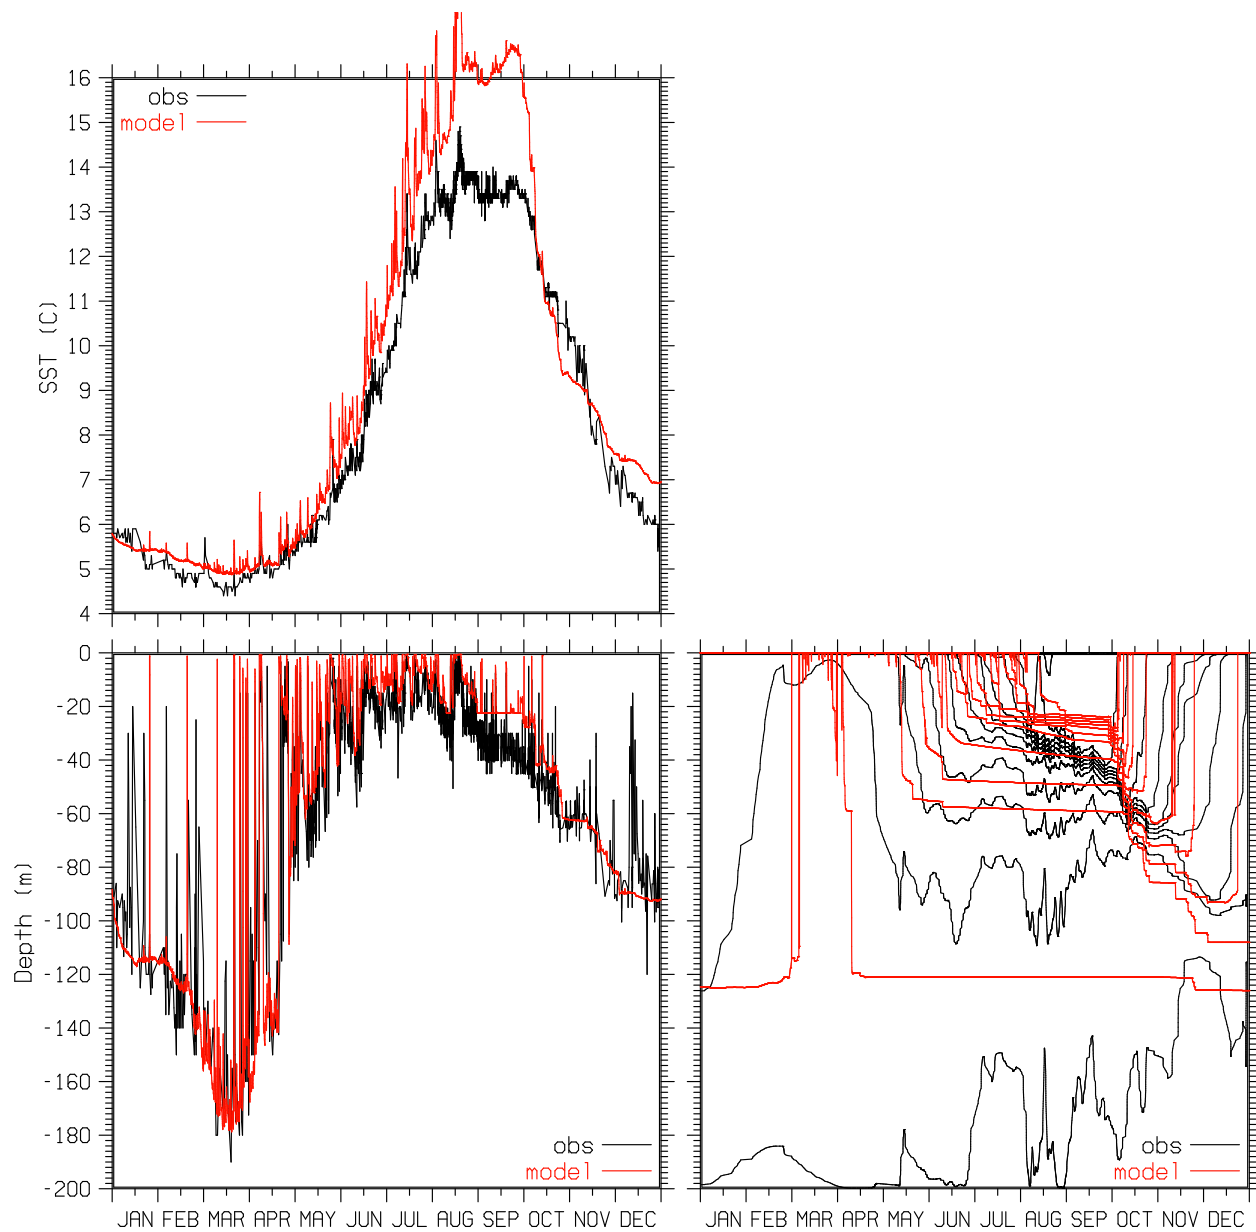 16
obs
model
15
14
13
12
11
10
9
8
7
6
5
4
SST (C)
0
-20
-40
-60
-80
-100
-120
-140
-160
-180
-200
Depth (m)
obs
model
obs
model
JAN FEB MAR APR MAY JUN JUL AUG SEP OCT NOV DEC
JAN FEB MAR APR MAY JUN JUL AUG SEP OCT NOV DEC